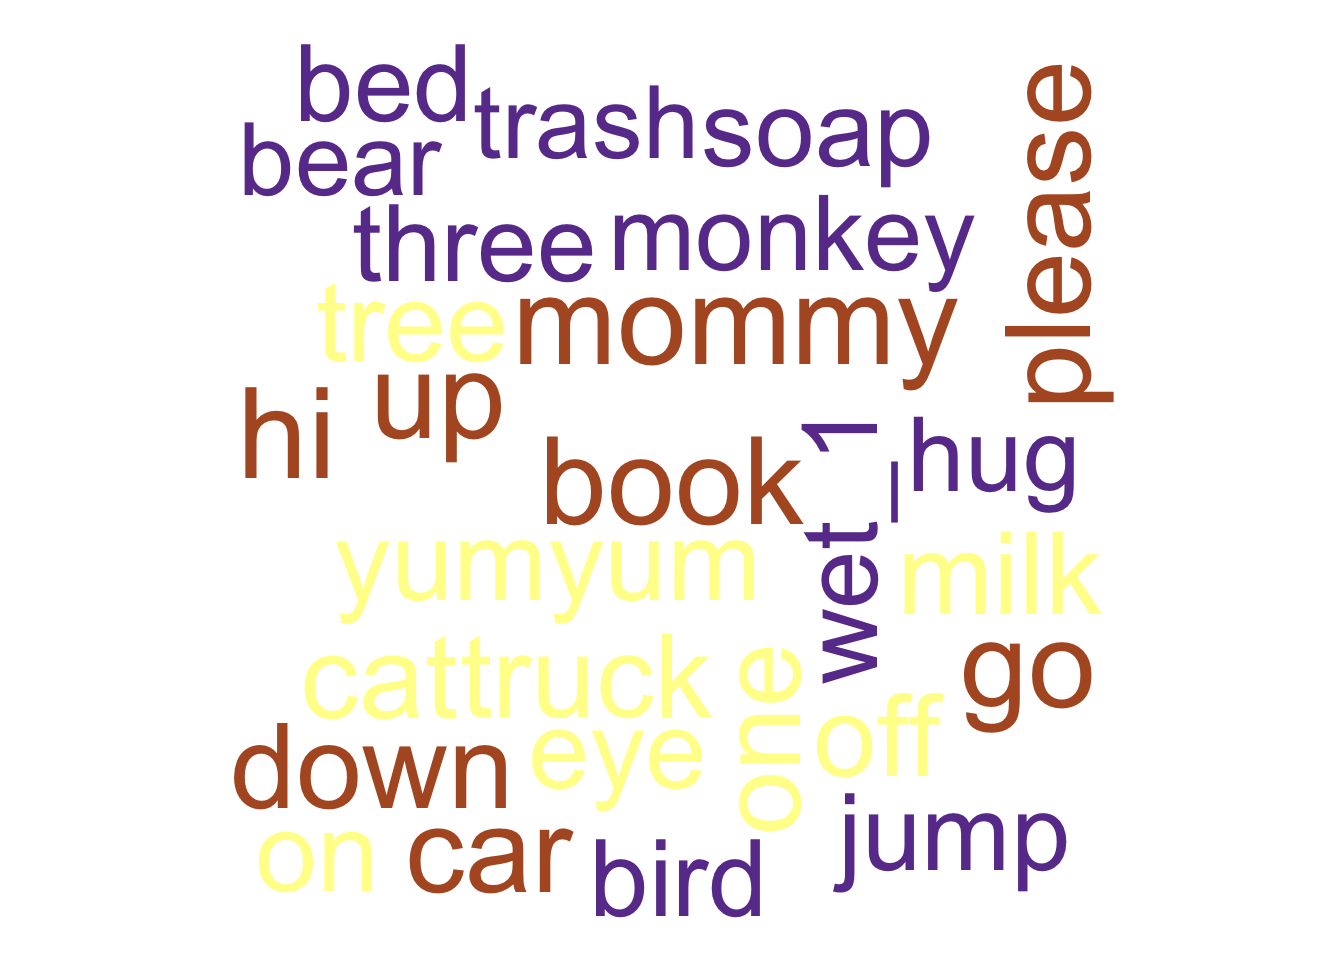 bed
trash
soap
please
bear
three
monkey
tree
mommy
up
hi
book
wet_1
hug
yumyum
milk
cat
truck
one
go
off
eye
down
jump
car
on
bird